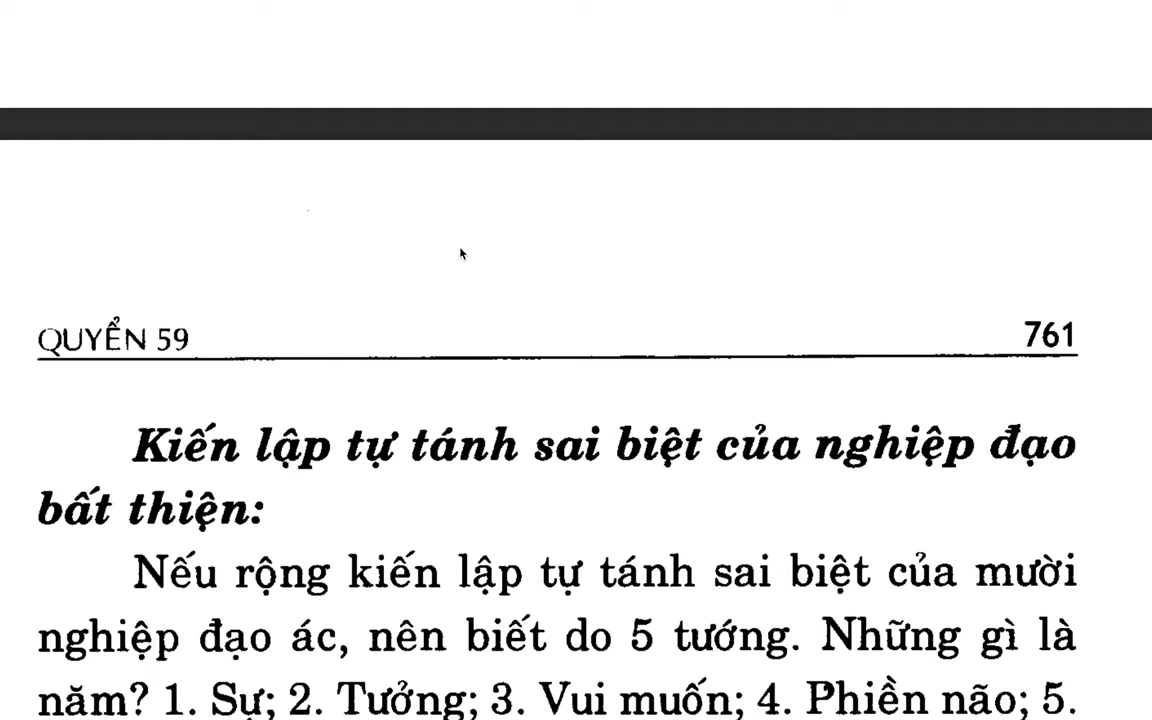 QUYỂN 59 761
Kiến lập tự tánh sai biệt của nghiệp đạo
bất thiện:
Nếu rộng kiến lập tự tánh sai biệt của mười
nghiệp đạo ác, nên biết do 5 tướng. Những gì là
năm? 1. Sự; 2. Tưởng; 3. Vui muốn; 4. Phiền não; 5.